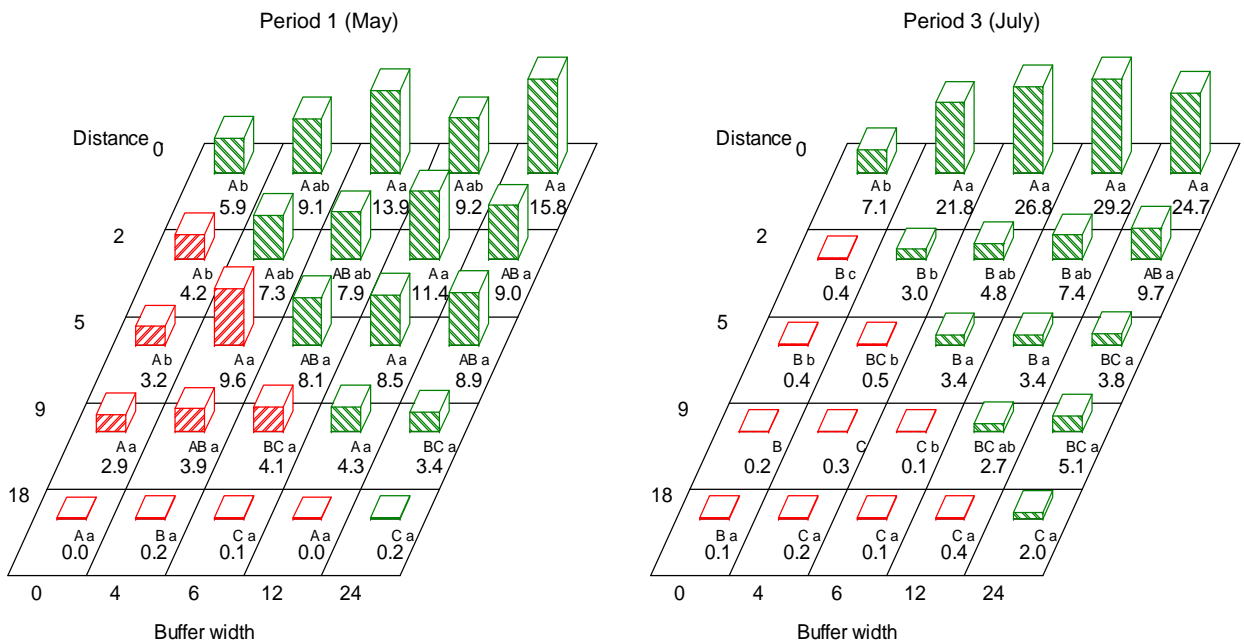 Period 1 (May)
Period 3 (July)
Distance 0
A b A ab A a A ab A a
5.9 9.1 13.9 9.2 15.8
2
A b A ab AB ab A a AB a
4.2 7.3 7.9 11.4 9.0
5
A b A a AB a A a AB a
3.2 9.6 8.1 8.5 8.9
9
A a AB a BC a A a BC a
2.9 3.9 4.1 4.3 3.4
18
A a B a C a A a C a
0.0 0.2 0.1 0.0 0.2
0 4 6 12 24
Buffer width
Distance 0
A b A a A a A a A a
7.1 21.8 26.8 29.2 24.7
2
B c B b B ab B ab AB a
0.4 3.0 4.8 7.4 9.7
5
B b BC b B a B a BC a
0.4 0.5 3.4 3.4 3.8
9
B C C b BC ab BC a
0.2 0.3 0.1 2.7 5.1
18
B a C a C a C a C a
0.1 0.2 0.1 0.4 2.0
0 4 6 12 24
Buffer width